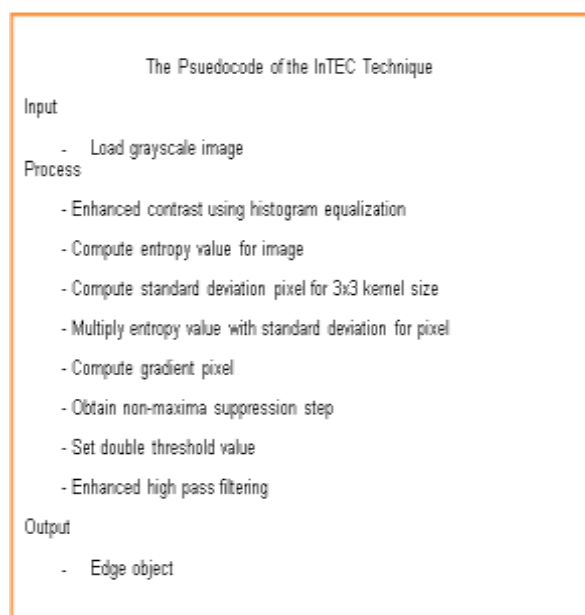 The Psuedocode of the InTEC Technique
Input
- Load grayscale image
Process
- Enhanced contrast using histogram equalization
- Compute entropy value for image
- Compute standard deviation pixel for 3x3 kernel size
- Multiply entropy value with standard deviation for pixel
- Compute gradient pixel
- Obtain non-maxima suppression step
- Set double threshold value
- Enhanced high pass filtering
Output
- Edge object